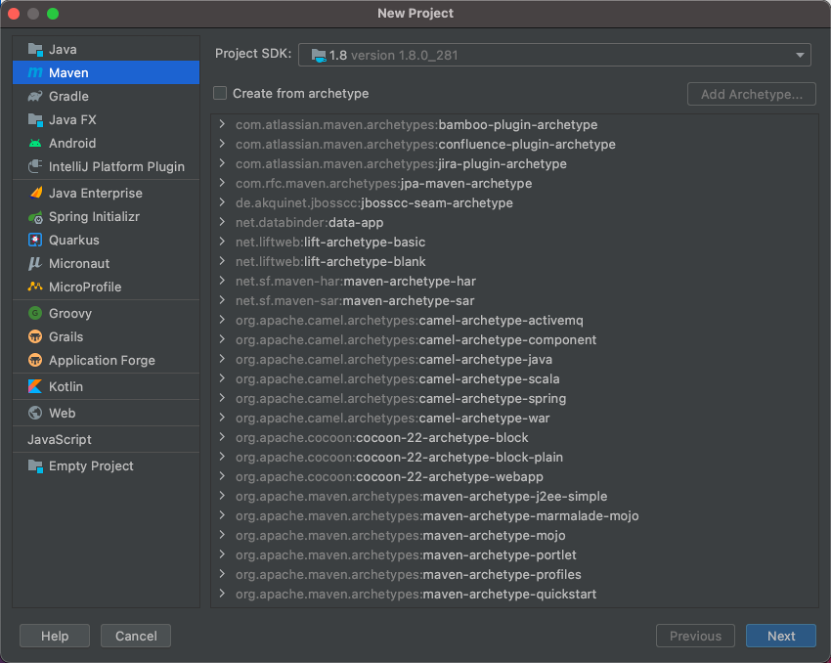 New Project
Java
Maven
Gradle
Java FX
Android
IntelliJ Platform Plugin
Java Enterprise
Spring Initializr
Quarkus
Micronaut
MicroProfile
Groovy
Grails
Application Forge
Kotlin
Web
JavaScript
Empty Project
Project SDK: 1.8 version 1.8.0_281
Create from archetype
Add Archetype...
com.atlassian.maven.archetypes:bamboo-plugin-archetype
com.atlassian.maven.archetypes:confluence-plugin-archetype
com.atlassian.maven.archetypes:jira-plugin-archetype
com.rfc.maven.archetypes:jpa-maven-archetype
de.akquinet.jbosscc:jbosscc-seam-archetype
net.databinder:data-app
net.liftweb:lift-archetype-basic
net.liftweb:lift-archetype-blank
net.sf.maven-har:maven-archetype-har
net.sf.maven-sar:maven-archetype-sar
org.apache.camel.archetypes:camel-archetype-activemq
org.apache.camel.archetypes:camel-archetype-component
org.apache.camel.archetypes:camel-archetype-java
org.apache.camel.archetypes:camel-archetype-scala
org.apache.camel.archetypes:camel-archetype-spring
org.apache.camel.archetypes:camel-archetype-war
org.apache.cocoon:cocoon-22-archetype-block
org.apache.cocoon:cocoon-22-archetype-block-plain
org.apache.cocoon:cocoon-22-archetype-webapp
org.apache.maven.archetypes:maven-archetype-j2ee-simple
org.apache.maven.archetypes:maven-archetype-marmalade-mojo
org.apache.maven.archetypes:maven-archetype-mojo
org.apache.maven.archetypes:maven-archetype-portlet
org.apache.maven.archetypes:maven-archetype-profiles
org.apache.maven.archetypes:maven-archetype-quickstart
Help
Cancel
Previous
Next